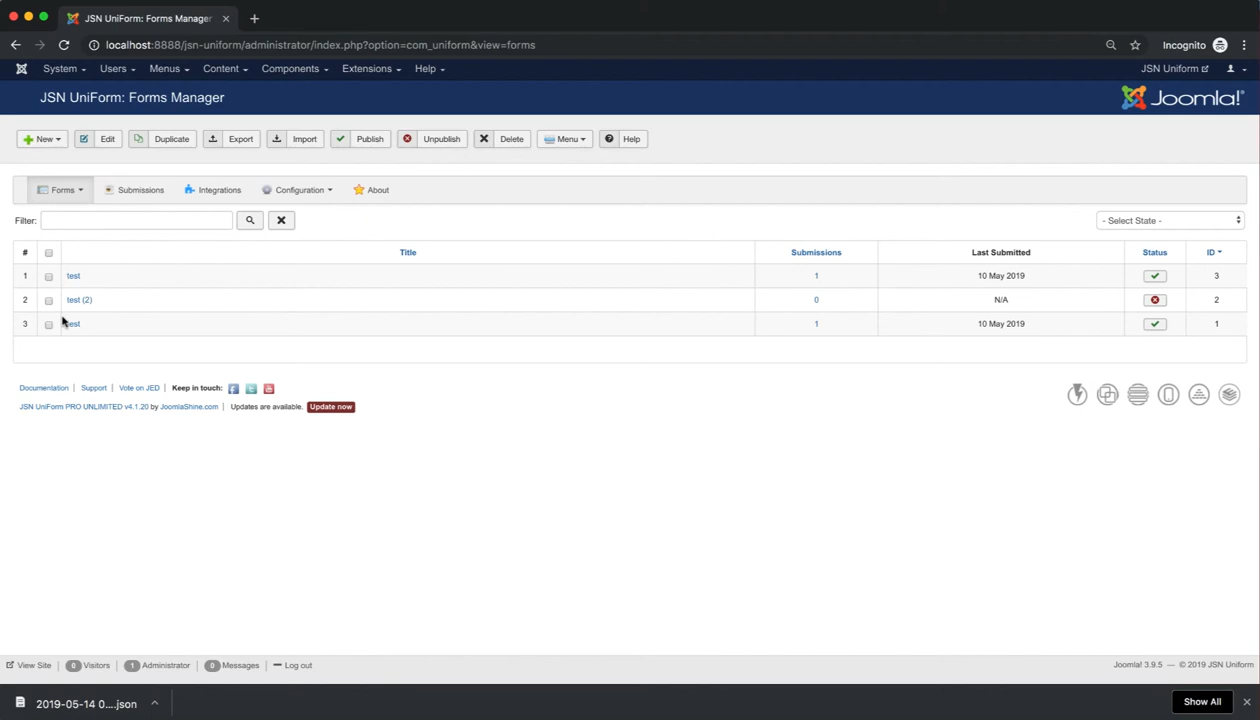 JSN UniForm: Forms Manager
localhost:8888/jsn-uniform/administrator/index.php?option=com_uniform&view=forms
Incognito
System Users Menus Content Components Extensions Help JSN Uniform
JSN UniForm: Forms Manager Joomla!®
New Edit Duplicate Export Import Publish Unpublish Delete Menu Help
Forms Submissions Integrations Configuration About
Filter: - Select State -
# Title Submissions Last Submitted Status ID
1 test 1 10 May 2019 3
2 test (2) 0 N/A 2
3 test 1 10 May 2019 1
Documentation | Support | Vote on JED | Keep in touch:
JSN UniForm PRO UNLIMITED v4.1.20 by JoomlaShine.com | Updates are available. Update now
View Site 0 Visitors 1 Administrator 0 Messages Log out Joomla! 3.9.5 — © 2019 JSN Uniform
2019-05-14 0....json Show All